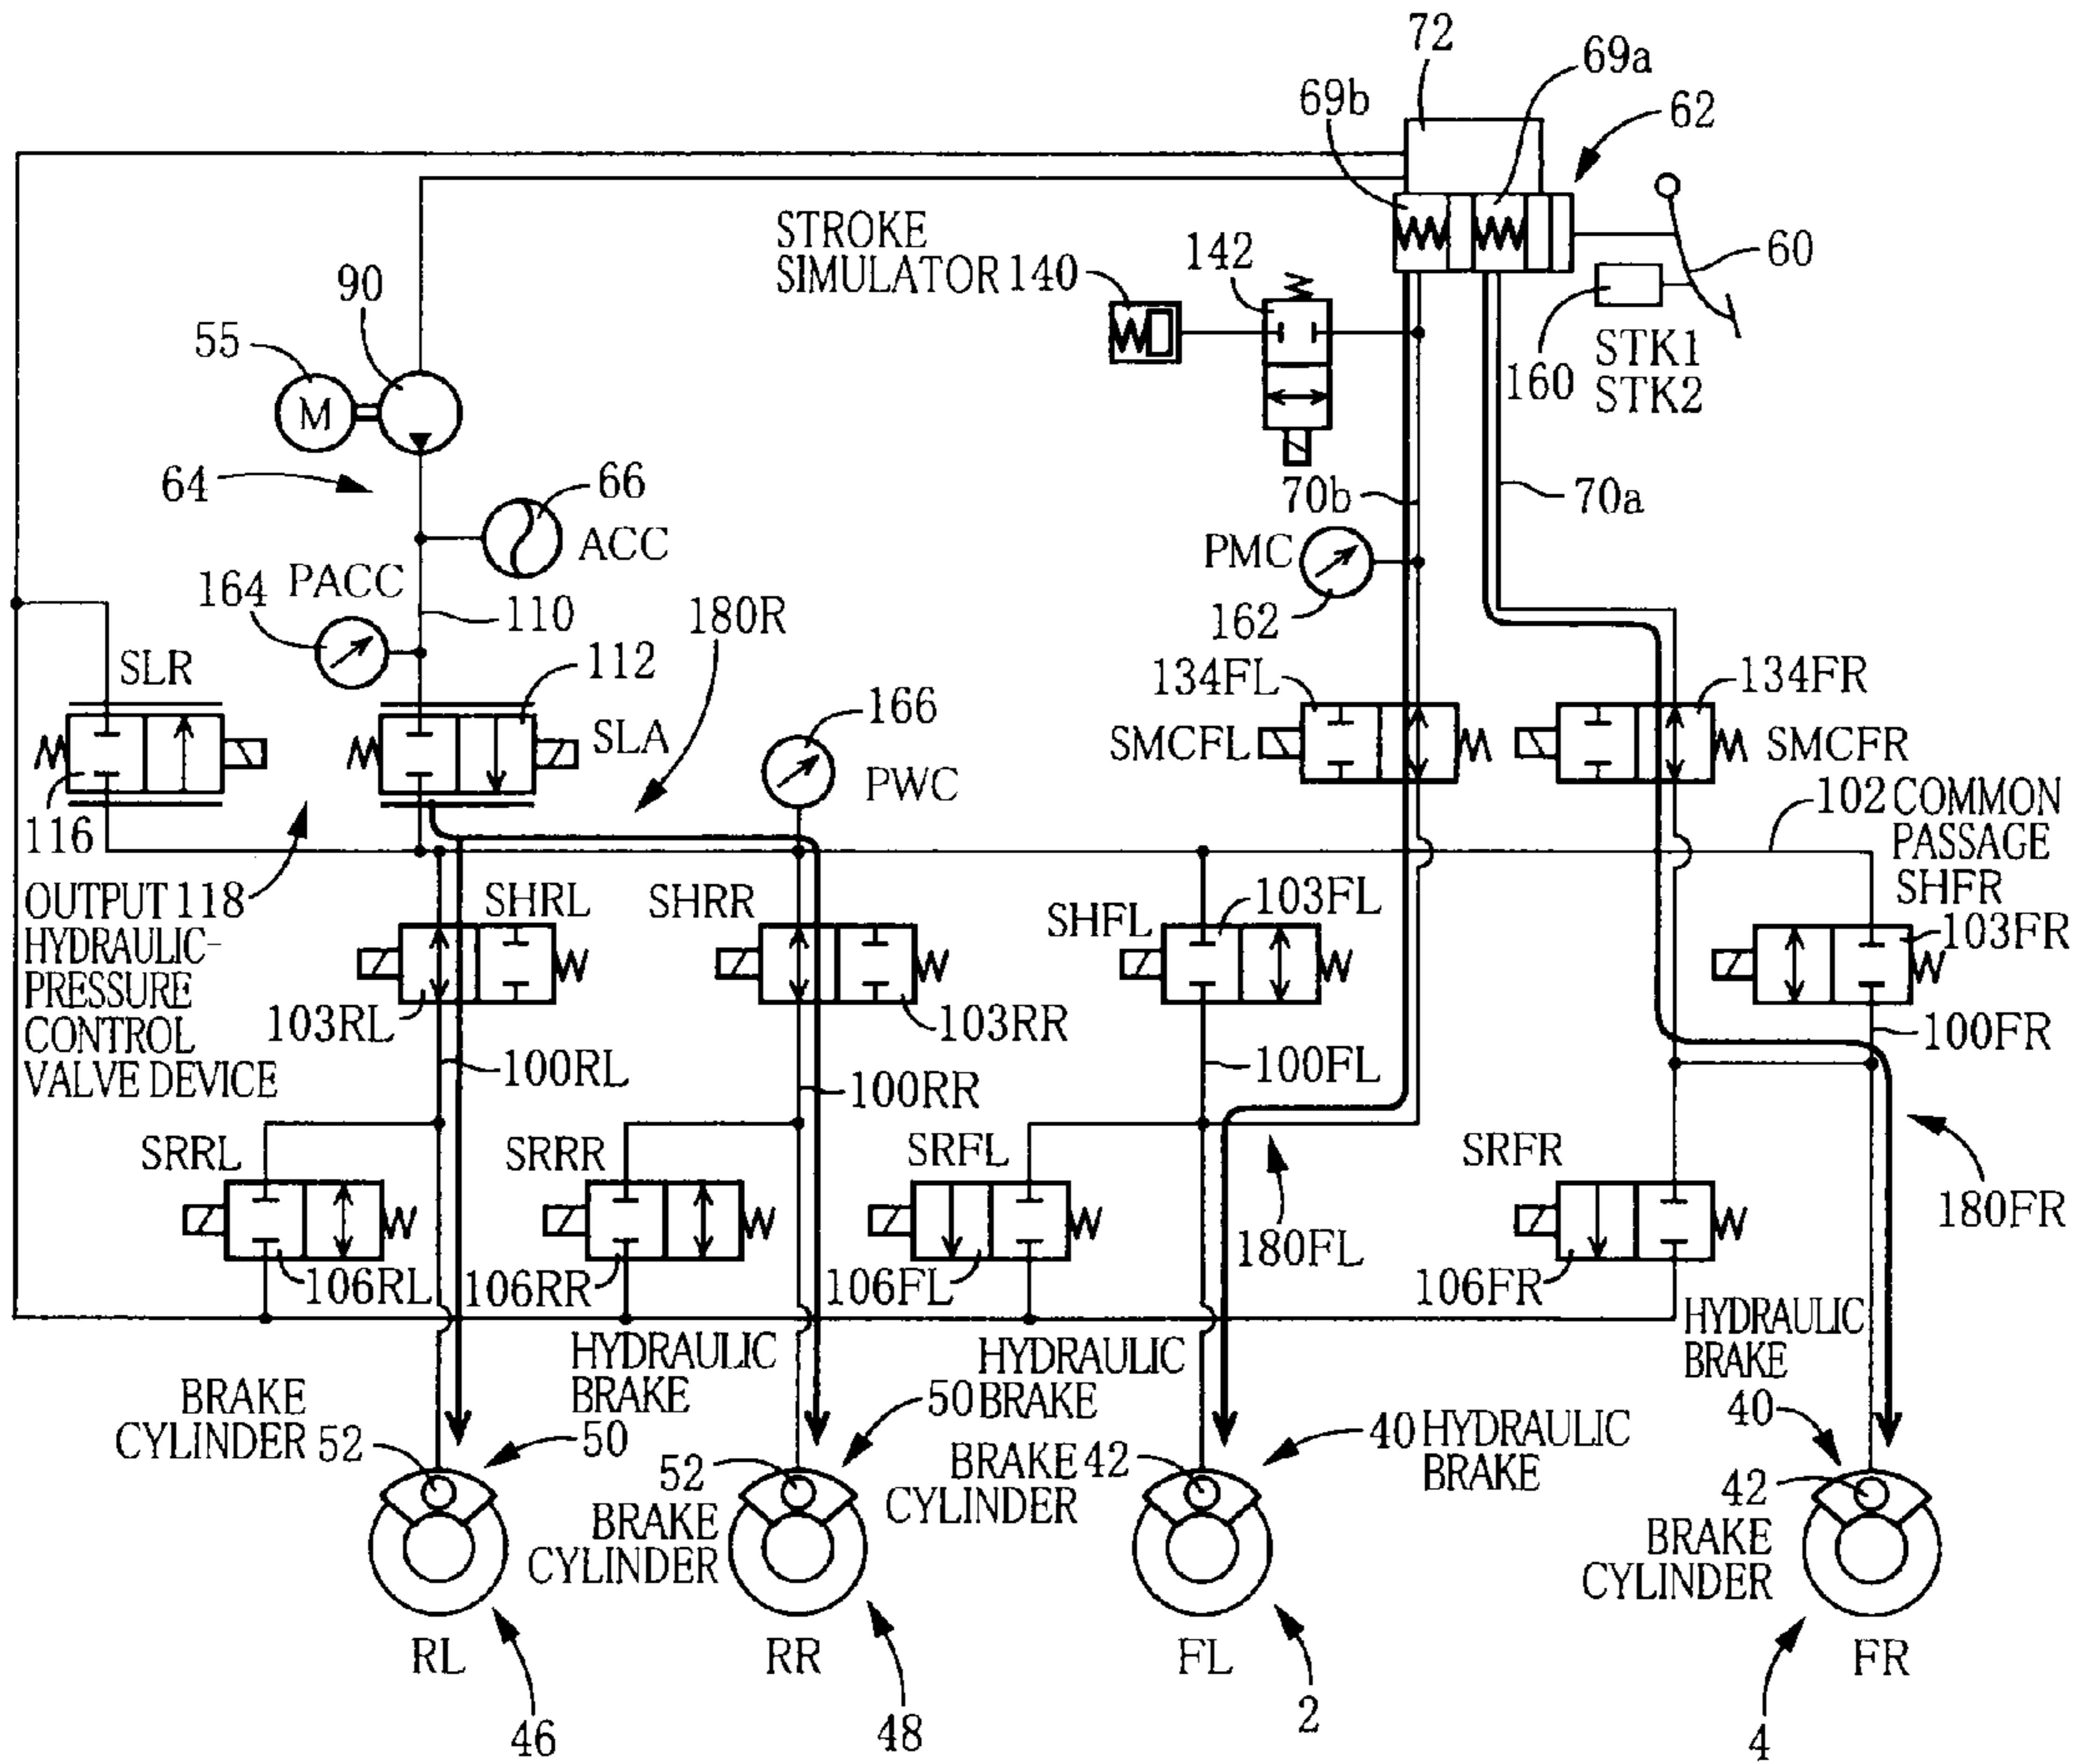 72
69a
69b
62
STROKE
SIMULATOR 140
142
60
90
55
M
STK1
160
STK2
64
66
ACC
70b
70a
PMC
PACC
164
110
180R
162
SLR
112
134FL
134FR
166
SLA
SMCFL
SMCFR
PWC
116
102 COMMON
PASSAGE
OUTPUT 118
HYDRAULIC-
PRESSURE
CONTROL
VALVE DEVICE
SHRL
SHRR
SHFL
103FL
SHFR
103FR
103RL
103RR
100FR
100RL
100RR
100FL
SRRL
SRRR
SRFL
SRFR
180FR
180FL
106RL
106RR
106FL
106FR
HYDRAULIC
BRAKE
50
HYDRAULIC
50 BRAKE
HYDRAULIC
BRAKE
40
BRAKE
CYLINDER 52
52
BRAKE
CYLINDER
BRAKE 42
CYLINDER
40 HYDRAULIC
BRAKE
42
BRAKE
CYLINDER
RL
RR
FL
FR
46
48
2
4